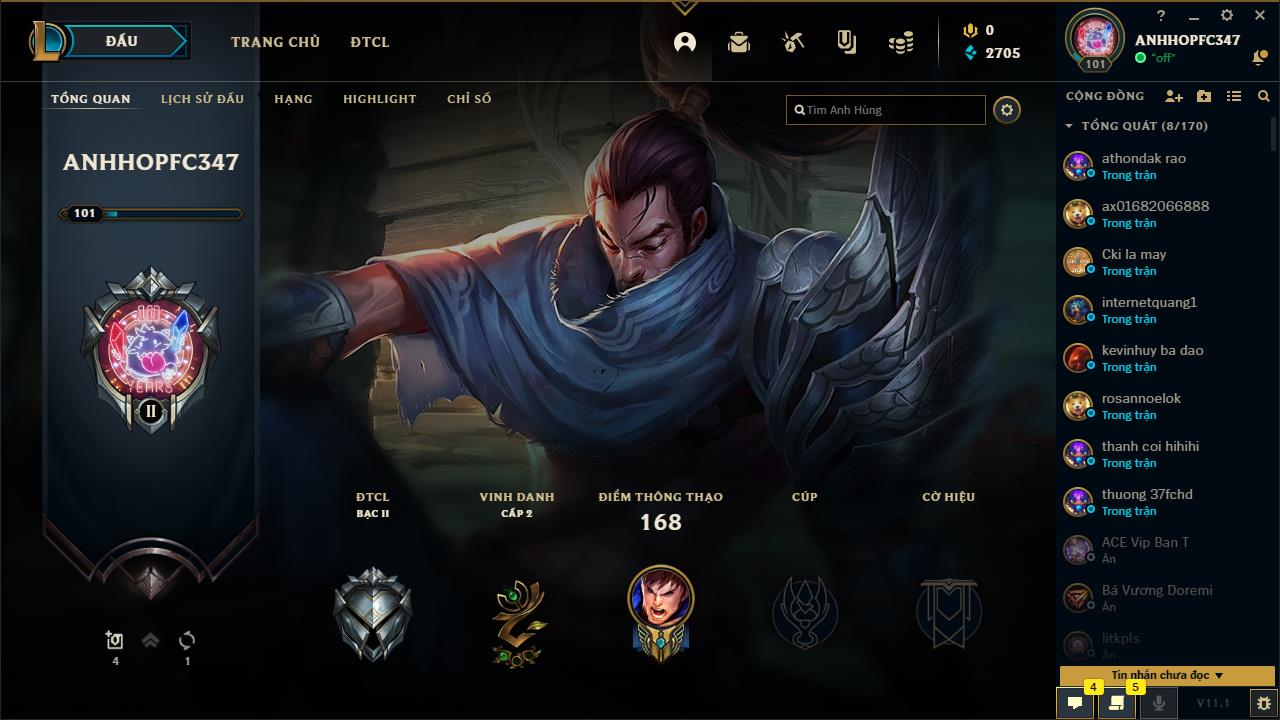 ĐẤU
TRANG CHỦ
ĐTCL
0
2705
?
ANHHOPFC347
"off"
101
TỔNG QUAN
LỊCH SỬ ĐẤU
HẠNG
HIGHLIGHT
CHỈ SỐ
Tìm Anh Hùng
ANHHOPFC347
101
10
YEARS
II
ĐTCL
BẠC II
VINH DANH
CẤP 2
ĐIỂM THÔNG THẠO
168
CÚP
CỜ HIỆU
4
1
CỘNG ĐỒNG
TỔNG QUÁT (8/170)
athondak rao
Trong trận
ax01682066888
Trong trận
Cki la may
Trong trận
internetquang1
Trong trận
kevinhuy ba dao
Trong trận
rosannoelok
Trong trận
thanh coi hihihi
Trong trận
thuong 37fchd
Trong trận
ACE Vip Ban T
Ẩn
Bá Vương Doremi
Ẩn
litkpls
Ẩn
Tin nhắn chưa đọc
4
5
V11.1